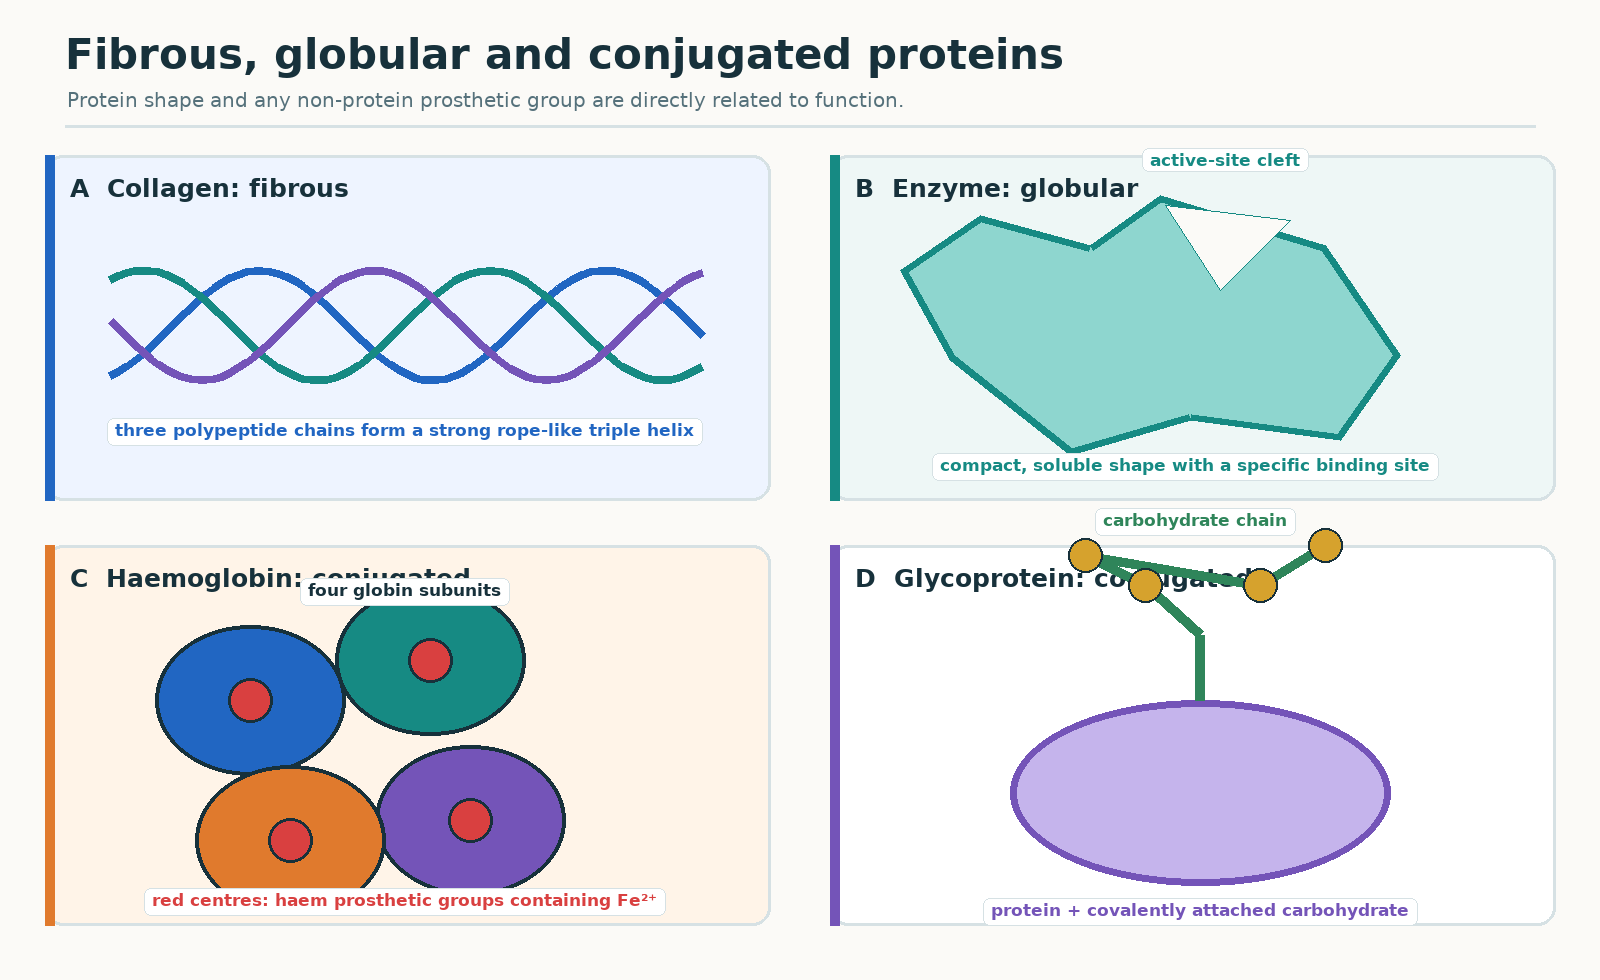 Fibrous, globular and conjugated proteins
Protein shape and any non-protein prosthetic group are directly related to function.
A Collagen: fibrous
three polypeptide chains form a strong rope-like triple helix
active-site cleft
B Enzyme: globular
compact, soluble shape with a specific binding site
C Haemoglobin: conjugated
four globin subunits
red centres: haem prosthetic groups containing Fe²⁺
carbohydrate chain
D Glycoprotein: conjugated
protein + covalently attached carbohydrate